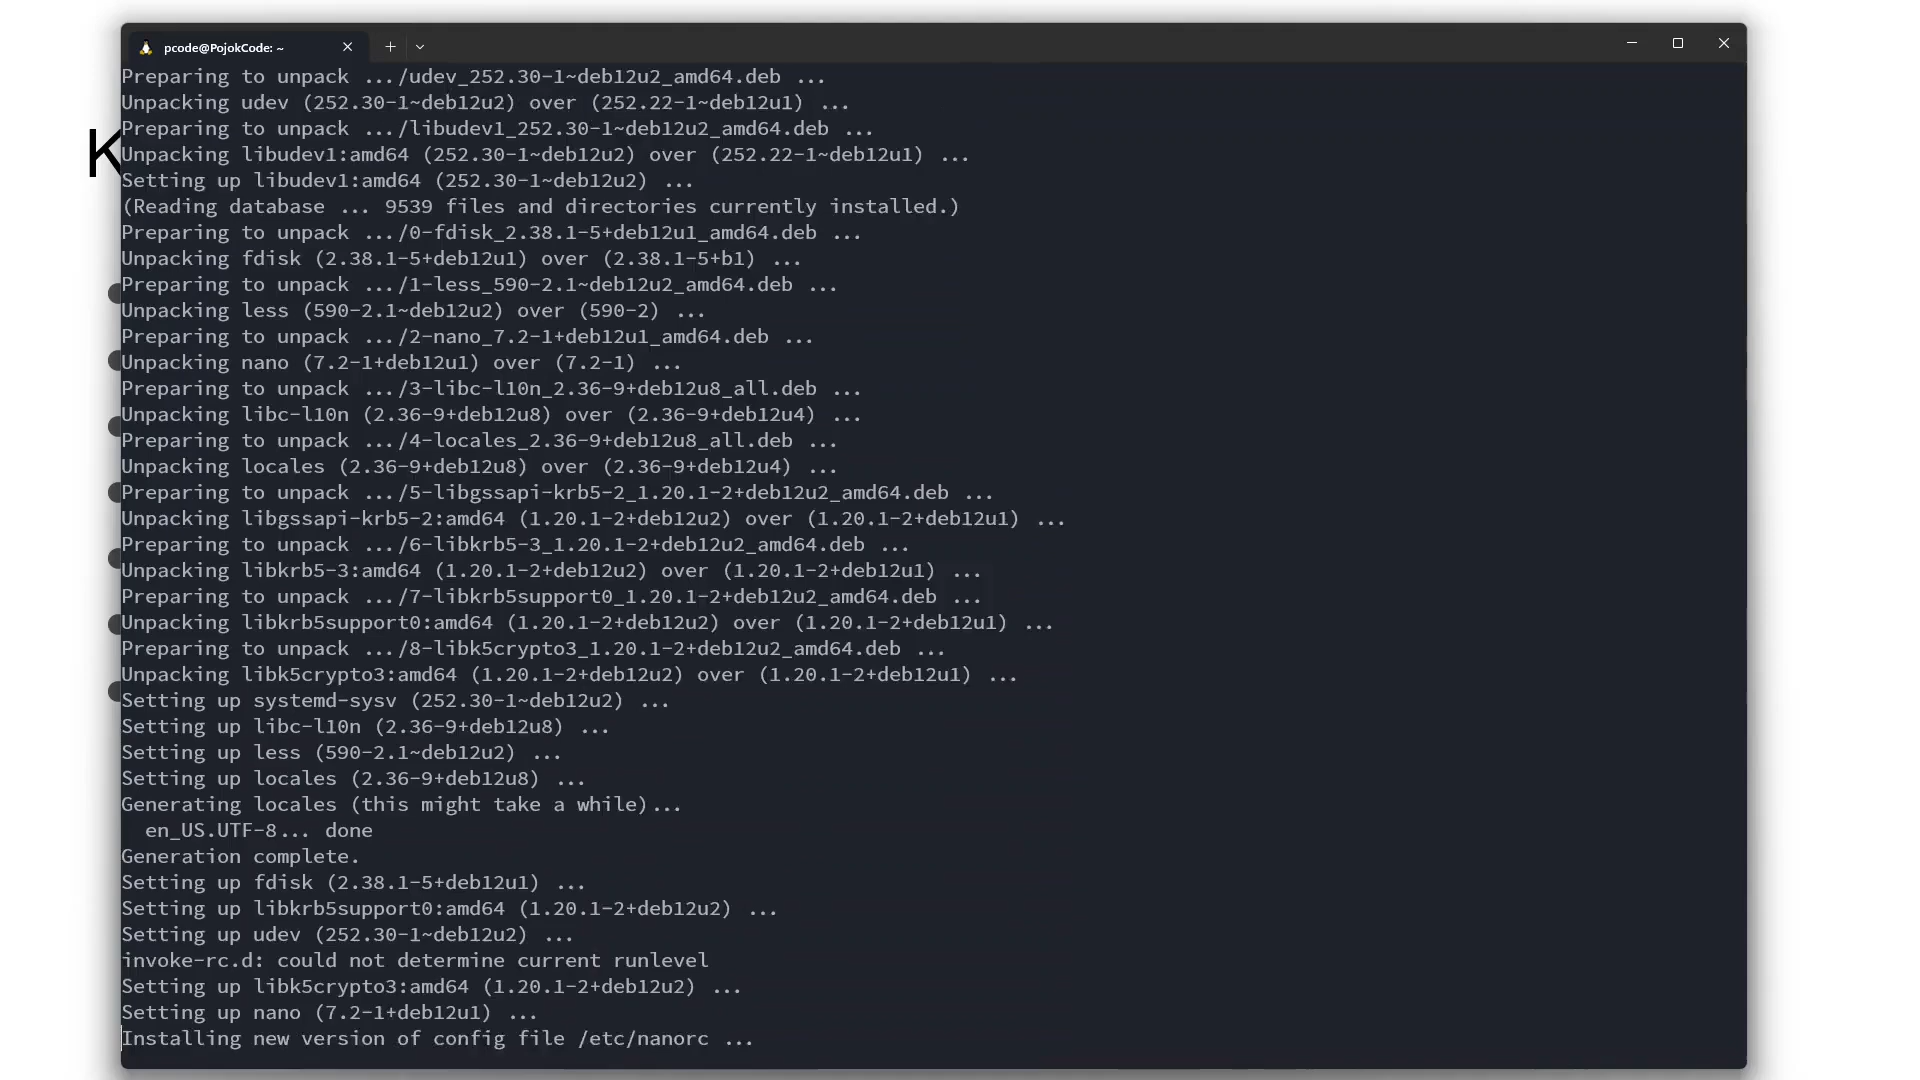 pcode@PojokCode: ~
K
Preparing to unpack .../udev_252.30-1~deb12u2_amd64.deb ...
Unpacking udev (252.30-1~deb12u2) over (252.22-1~deb12u1) ...
Preparing to unpack .../libudev1_252.30-1~deb12u2_amd64.deb ...
Unpacking libudev1:amd64 (252.30-1~deb12u2) over (252.22-1~deb12u1) ...
Setting up libudev1:amd64 (252.30-1~deb12u2) ...
(Reading database ... 9539 files and directories currently installed.)
Preparing to unpack .../0-fdisk_2.38.1-5+deb12u1_amd64.deb ...
Unpacking fdisk (2.38.1-5+deb12u1) over (2.38.1-5+b1) ...
Preparing to unpack .../1-less_590-2.1~deb12u2_amd64.deb ...
Unpacking less (590-2.1~deb12u2) over (590-2) ...
Preparing to unpack .../2-nano_7.2-1+deb12u1_amd64.deb ...
Unpacking nano (7.2-1+deb12u1) over (7.2-1) ...
Preparing to unpack .../3-libc-l10n_2.36-9+deb12u8_all.deb ...
Unpacking libc-l10n (2.36-9+deb12u8) over (2.36-9+deb12u4) ...
Preparing to unpack .../4-locales_2.36-9+deb12u8_all.deb ...
Unpacking locales (2.36-9+deb12u8) over (2.36-9+deb12u4) ...
Preparing to unpack .../5-libgssapi-krb5-2_1.20.1-2+deb12u2_amd64.deb ...
Unpacking libgssapi-krb5-2:amd64 (1.20.1-2+deb12u2) over (1.20.1-2+deb12u1) ...
Preparing to unpack .../6-libkrb5-3_1.20.1-2+deb12u2_amd64.deb ...
Unpacking libkrb5-3:amd64 (1.20.1-2+deb12u2) over (1.20.1-2+deb12u1) ...
Preparing to unpack .../7-libkrb5support0_1.20.1-2+deb12u2_amd64.deb ...
Unpacking libkrb5support0:amd64 (1.20.1-2+deb12u2) over (1.20.1-2+deb12u1) ...
Preparing to unpack .../8-libk5crypto3_1.20.1-2+deb12u2_amd64.deb ...
Unpacking libk5crypto3:amd64 (1.20.1-2+deb12u2) over (1.20.1-2+deb12u1) ...
Setting up systemd-sysv (252.30-1~deb12u2) ...
Setting up libc-l10n (2.36-9+deb12u8) ...
Setting up less (590-2.1~deb12u2) ...
Setting up locales (2.36-9+deb12u8) ...
Generating locales (this might take a while)...
  en_US.UTF-8... done
Generation complete.
Setting up fdisk (2.38.1-5+deb12u1) ...
Setting up libkrb5support0:amd64 (1.20.1-2+deb12u2) ...
Setting up udev (252.30-1~deb12u2) ...
invoke-rc.d: could not determine current runlevel
Setting up libk5crypto3:amd64 (1.20.1-2+deb12u2) ...
Setting up nano (7.2-1+deb12u1) ...
Installing new version of config file /etc/nanorc ...